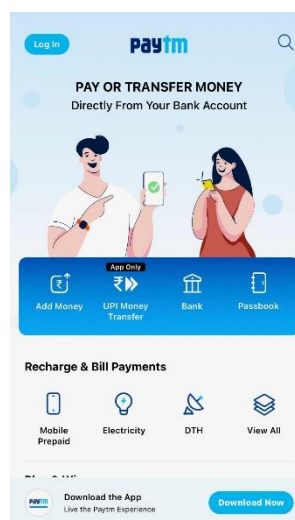 Log In
paytm
PAY OR TRANSFER MONEY
Directly From Your Bank Account
App Only
Add Money
UPI Money
Transfer
Bank
Passbook
Recharge & Bill Payments
Mobile
Prepaid
Electricity
DTH
View All
paytm
Download the App
Live the Paytm Experience
Download Now